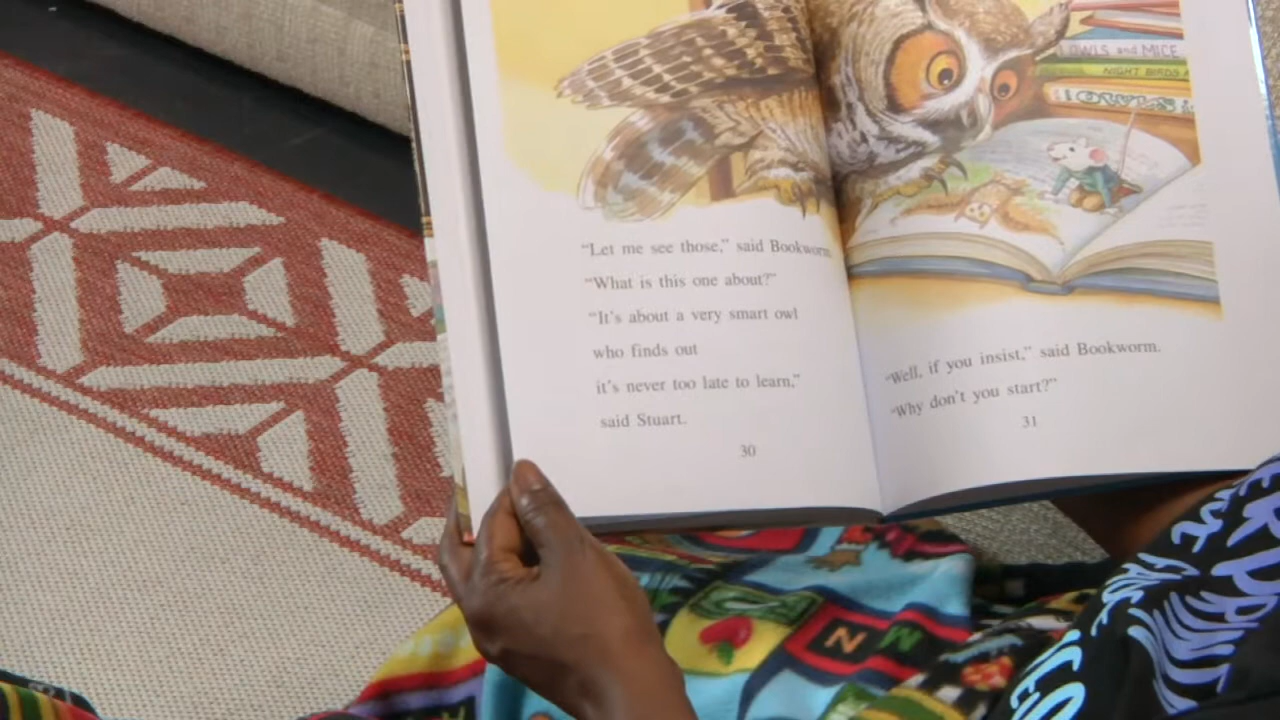 OWLS and MICE
NIGHT BIRDS
OWLS
"Let me see those," said Bookworm.
"What is this one about?"
"It's about a very smart owl
who finds out
it's never too late to learn,"
said Stuart.
30
"Well, if you insist," said Bookworm.
"Why don't you start?"
31
N M